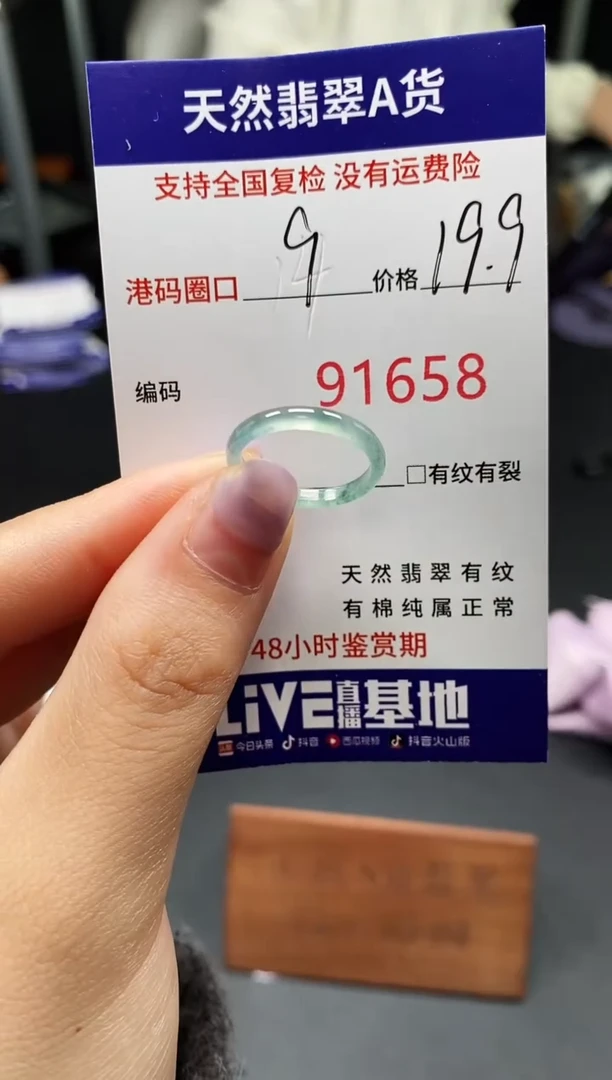 天然翡翠A货
支持全国复检 没有运费险
港码圈口 9 价格 19.9
编码 91658
□有纹有裂
天然翡翠有纹
有棉纯属正常
48小时鉴赏期
LiVE直播基地
今日头条 抖音 西瓜视频 抖音火山版